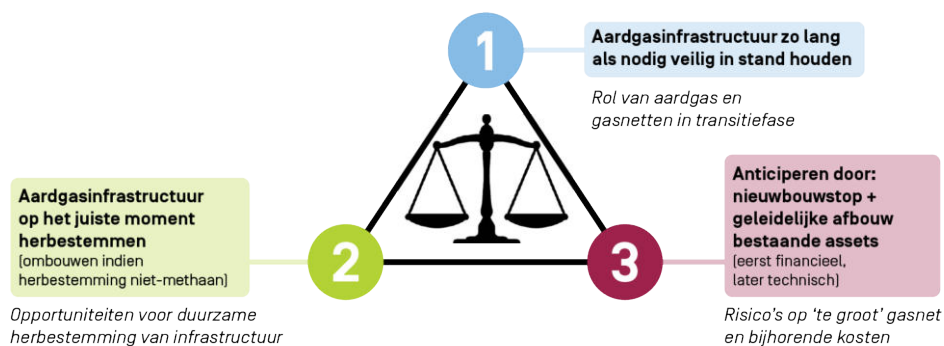 1
Aardgasinfrastructuur zo lang
als nodig veilig in stand houden
Rol van aardgas en
gasnetten in transitiefase
Aardgasinfrastructuur
op het juiste moment
herbestemmen
(ombouwen indien
herbestemming niet-methaan)
2
Opportuniteiten voor duurzame
herbestemming van infrastructuur
3
Anticiperen door:
nieuwbouwstop +
geleidelijke afbouw
bestaande assets
(eerst financieel,
later technisch)
Risico's op ‘te groot’ gasnet
en bijhorende kosten